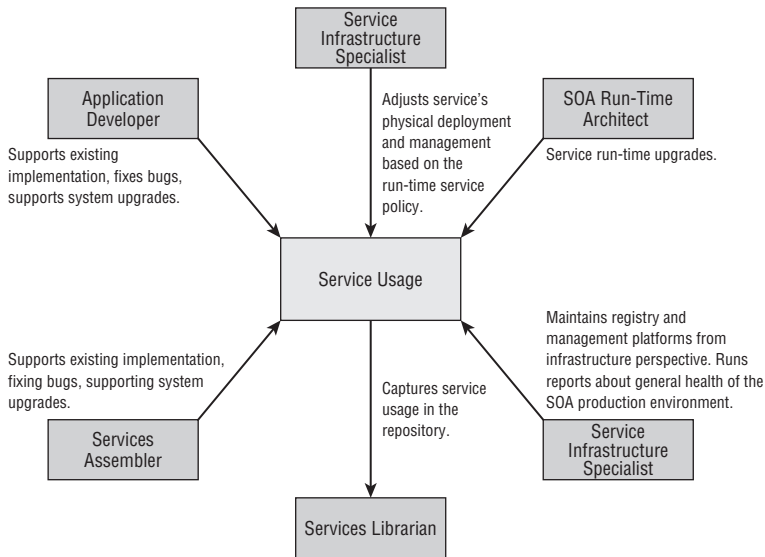 Service
Infrastructure
Specialist
Application
Developer
SOA Run-Time
Architect
Supports existing
implementation, fixes bugs,
supports system upgrades.
Adjusts service's
physical deployment
and management
based on the
run-time service
policy.
Service run-time upgrades.
Service Usage
Supports existing implementation,
fixing bugs, supporting system
upgrades.
Captures service
usage in the
repository.
Maintains registry and
management platforms from
infrastructure perspective. Runs
reports about general health of the
SOA production environment.
Services
Assembler
Service
Infrastructure
Specialist
Services Librarian